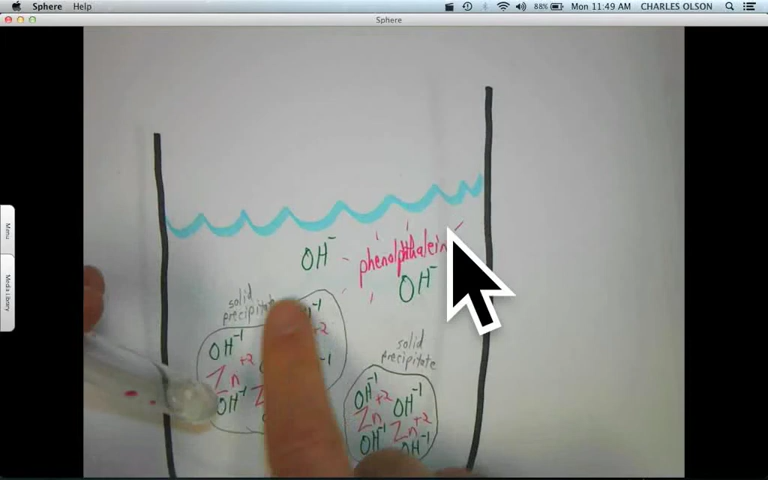 Sphere Help
88% Mon 11:49 AM CHARLES OLSON
Sphere
Menu
Media Library
OH⁻
phenolphthalein
OH⁻
solid
precipitate
OH⁻¹
Zn⁺²
OH⁻¹
solid
precipitate
OH⁻¹
Zn⁺²
OH⁻¹
OH⁻¹
Zn⁺²
OH⁻¹